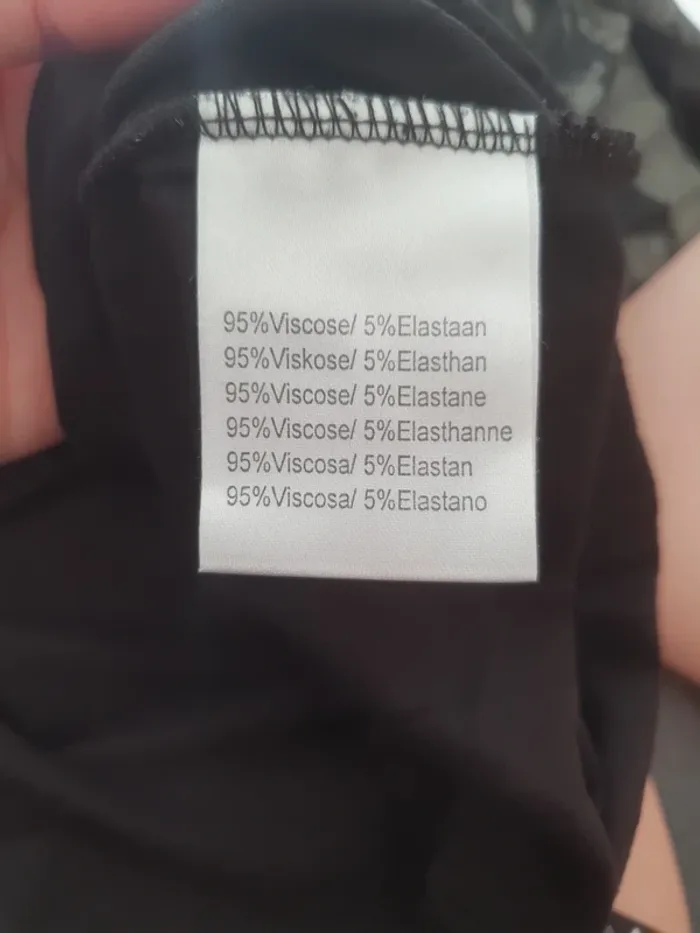 95%Viscose/ 5%Elastaan
95%Viskose/ 5%Elasthan
95%Viscose/ 5%Elastane
95%Viscose/ 5%Elasthanne
95%Viscosa/ 5%Elastan
95%Viscosa/ 5%Elastano